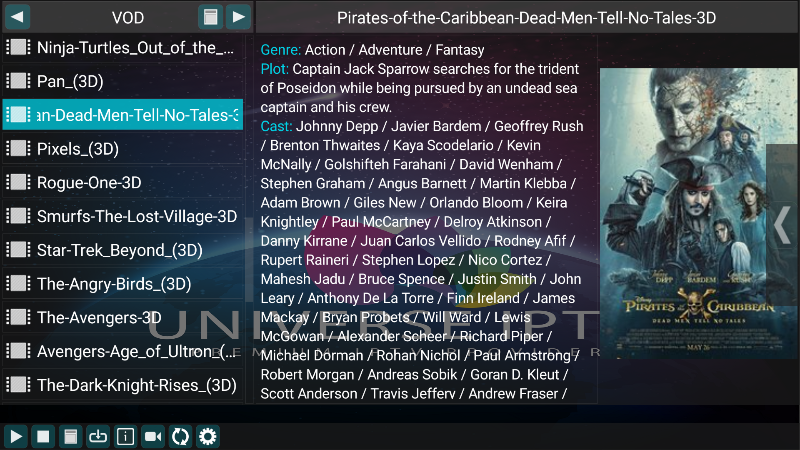 VOD
Pirates-of-the-Caribbean-Dead-Men-Tell-No-Tales-3D
Ninja-Turtles_Out_of_the_...
Pan_(3D)
an-Dead-Men-Tell-No-Tales-3
Pixels_(3D)
Rogue-One-3D
Smurfs-The-Lost-Village-3D
Star-Trek_Beyond_(3D)
The-Angry-Birds_(3D)
The-Avengers-3D
Avengers-Age_of_Ultron_(...
The-Dark-Knight-Rises_(3D)
Genre: Action / Adventure / Fantasy
Plot: Captain Jack Sparrow searches for the trident
of Poseidon while being pursued by an undead sea
captain and his crew.
Cast: Johnny Depp / Javier Bardem / Geoffrey Rush
/ Brenton Thwaites / Kaya Scodelario / Kevin
McNally / Golshifteh Farahani / David Wenham /
Stephen Graham / Angus Barnett / Martin Klebba /
Adam Brown / Giles New / Orlando Bloom / Keira
Knightley / Paul McCartney / Delroy Atkinson /
Danny Kirrane / Juan Carlos Vellido / Rodney Afif /
Rupert Raineri / Stephen Lopez / Nico Cortez /
Mahesh Jadu / Bruce Spence / Justin Smith / John
Leary / Anthony De La Torre / Finn Ireland / James
Mackay / Bryan Probets / Will Ward / Lewis
McGowan / Alexander Scheer / Richard Piper /
Michael Dorman / Rohan Nichol / Paul Armstrong /
Robert Morgan / Andreas Sobik / Goran D. Kleut /
Scott Anderson / Travis Jeffery / Andrew Fraser /
UNIVERSE IPT
DEPP BARDEM
Disney
PIRATES of the CARIBBEAN
DEAD MEN TELL NO TALES
MAY 26